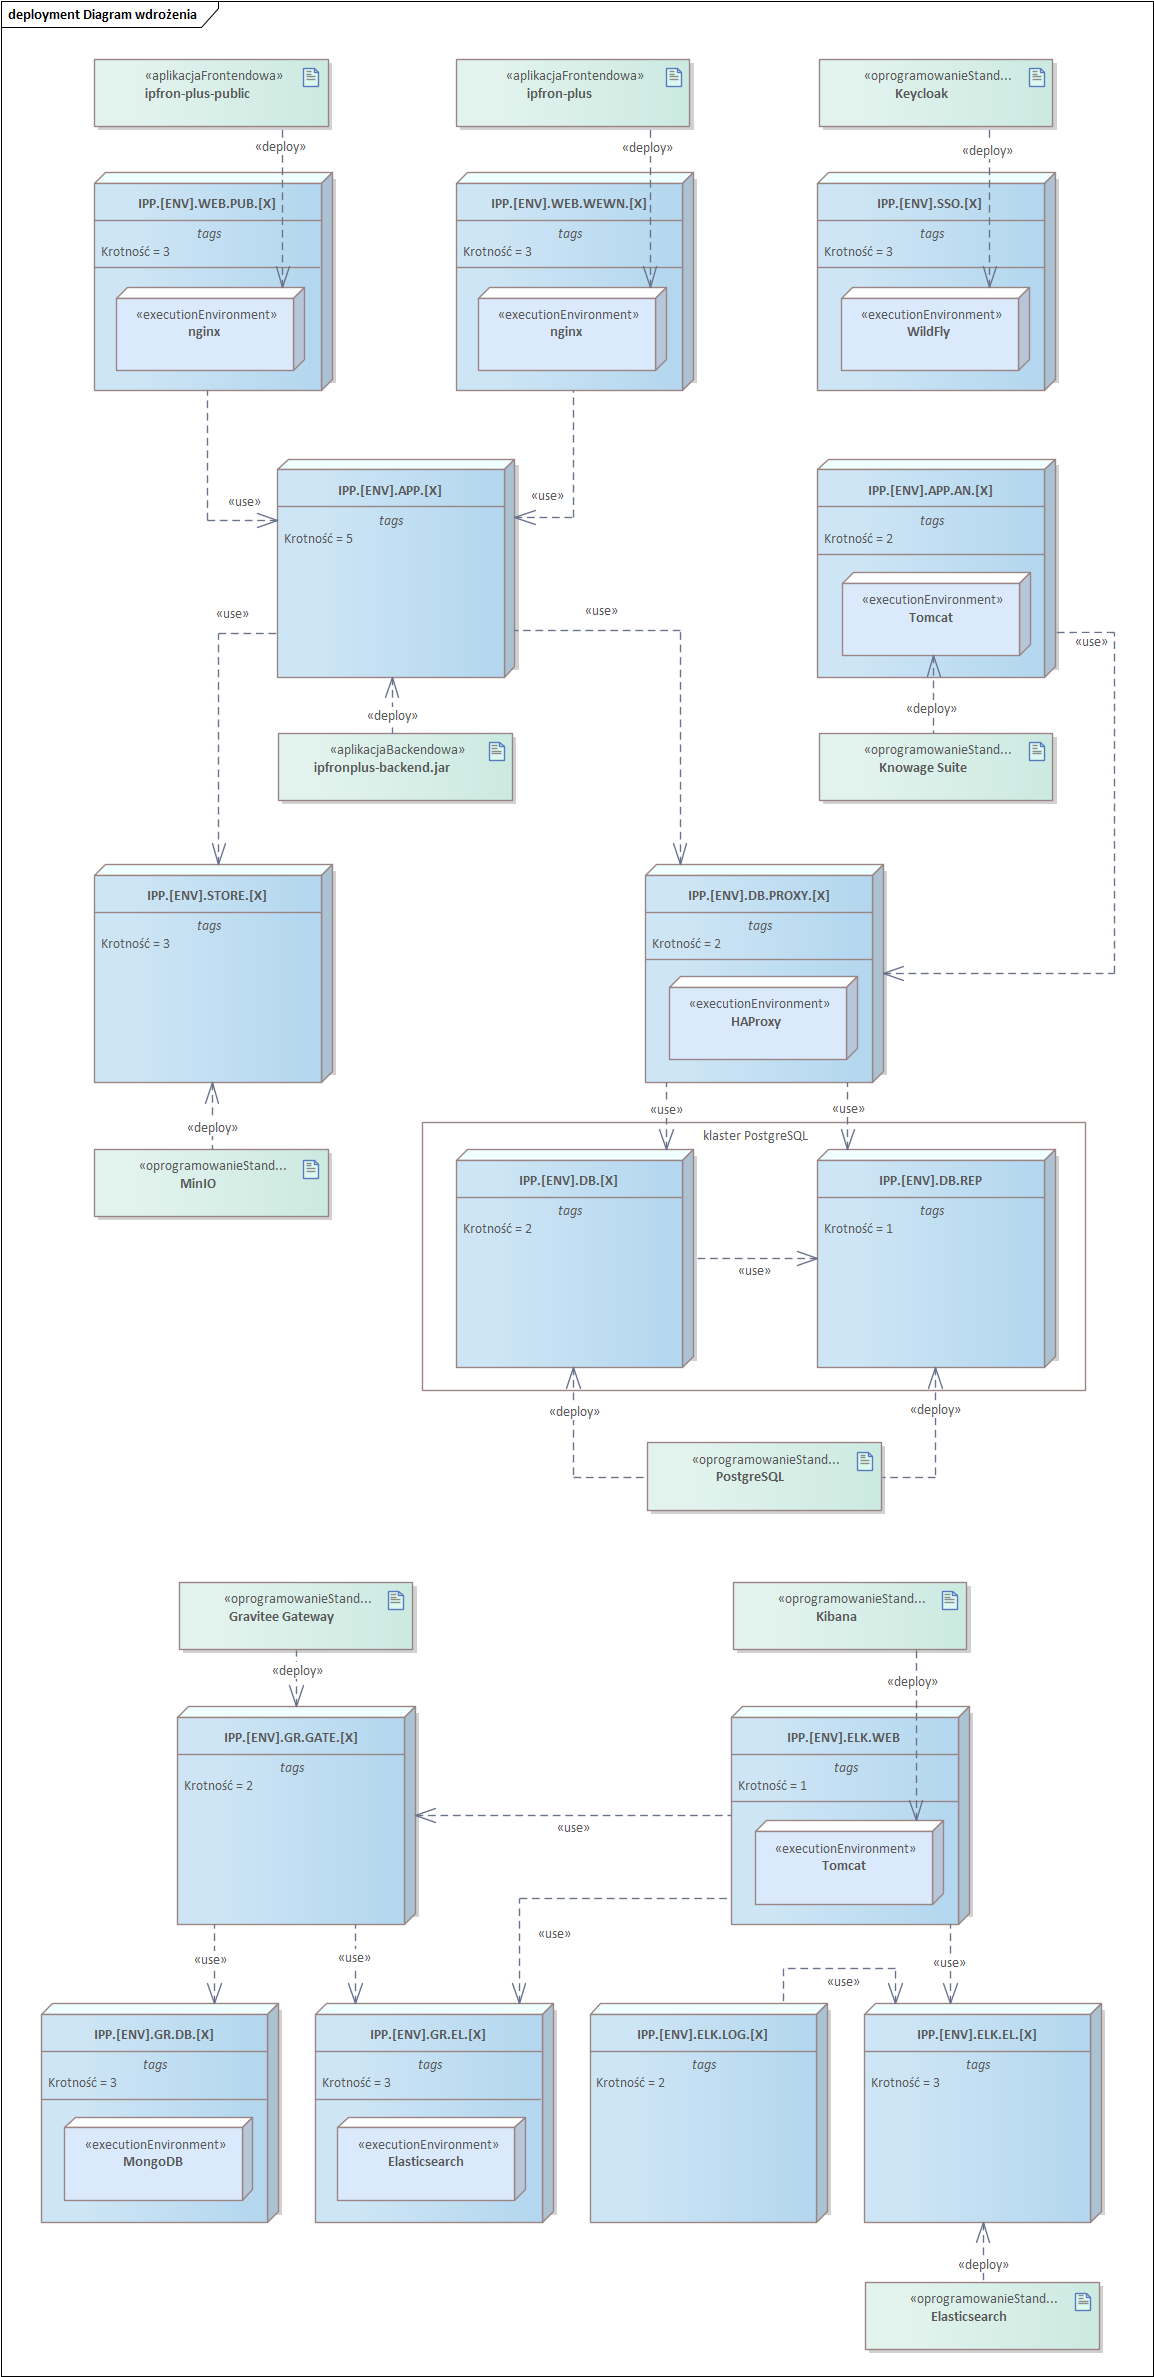 deployment Diagram wdrożenia
«aplikacjaFrontendowa»
ipfron-plus-public
«aplikacjaFrontendowa»
ipfron-plus
«oprogramowanieStand...
Keycloak
«deploy»
«deploy»
«deploy»
IPP.[ENV].WEB.PUB.[X]
tags
Krotność = 3
«executionEnvironment»
nginx
IPP.[ENV].WEB.WEWN.[X]
tags
Krotność = 3
«executionEnvironment»
nginx
IPP.[ENV].SSO.[X]
tags
Krotność = 3
«executionEnvironment»
WildFly
«use»
«use»
IPP.[ENV].APP.[X]
tags
Krotność = 5
IPP.[ENV].APP.AN.[X]
tags
Krotność = 2
«executionEnvironment»
Tomcat
«use»
«use»
«use»
«deploy»
«deploy»
«aplikacjaBackendowa»
ipfronplus-backend.jar
«oprogramowanieStand...
Knowage Suite
IPP.[ENV].STORE.[X]
tags
Krotność = 3
IPP.[ENV].DB.PROXY.[X]
tags
Krotność = 2
«executionEnvironment»
HAProxy
«deploy»
«use»
«use»
«oprogramowanieStand...
MinIO
klaster PostgreSQL
IPP.[ENV].DB.[X]
tags
Krotność = 2
IPP.[ENV].DB.REP
tags
Krotność = 1
«use»
«deploy»
«deploy»
«oprogramowanieStand...
PostgreSQL
«oprogramowanieStand...
Gravitee Gateway
«oprogramowanieStand...
Kibana
«deploy»
«deploy»
IPP.[ENV].GR.GATE.[X]
tags
Krotność = 2
IPP.[ENV].ELK.WEB
tags
Krotność = 1
«executionEnvironment»
Tomcat
«use»
«use»
«use»
«use»
«use»
«use»
IPP.[ENV].GR.DB.[X]
tags
Krotność = 3
«executionEnvironment»
MongoDB
IPP.[ENV].GR.EL.[X]
tags
Krotność = 3
«executionEnvironment»
Elasticsearch
IPP.[ENV].ELK.LOG.[X]
tags
Krotność = 2
IPP.[ENV].ELK.EL.[X]
tags
Krotność = 3
«deploy»
«oprogramowanieStand...
Elasticsearch